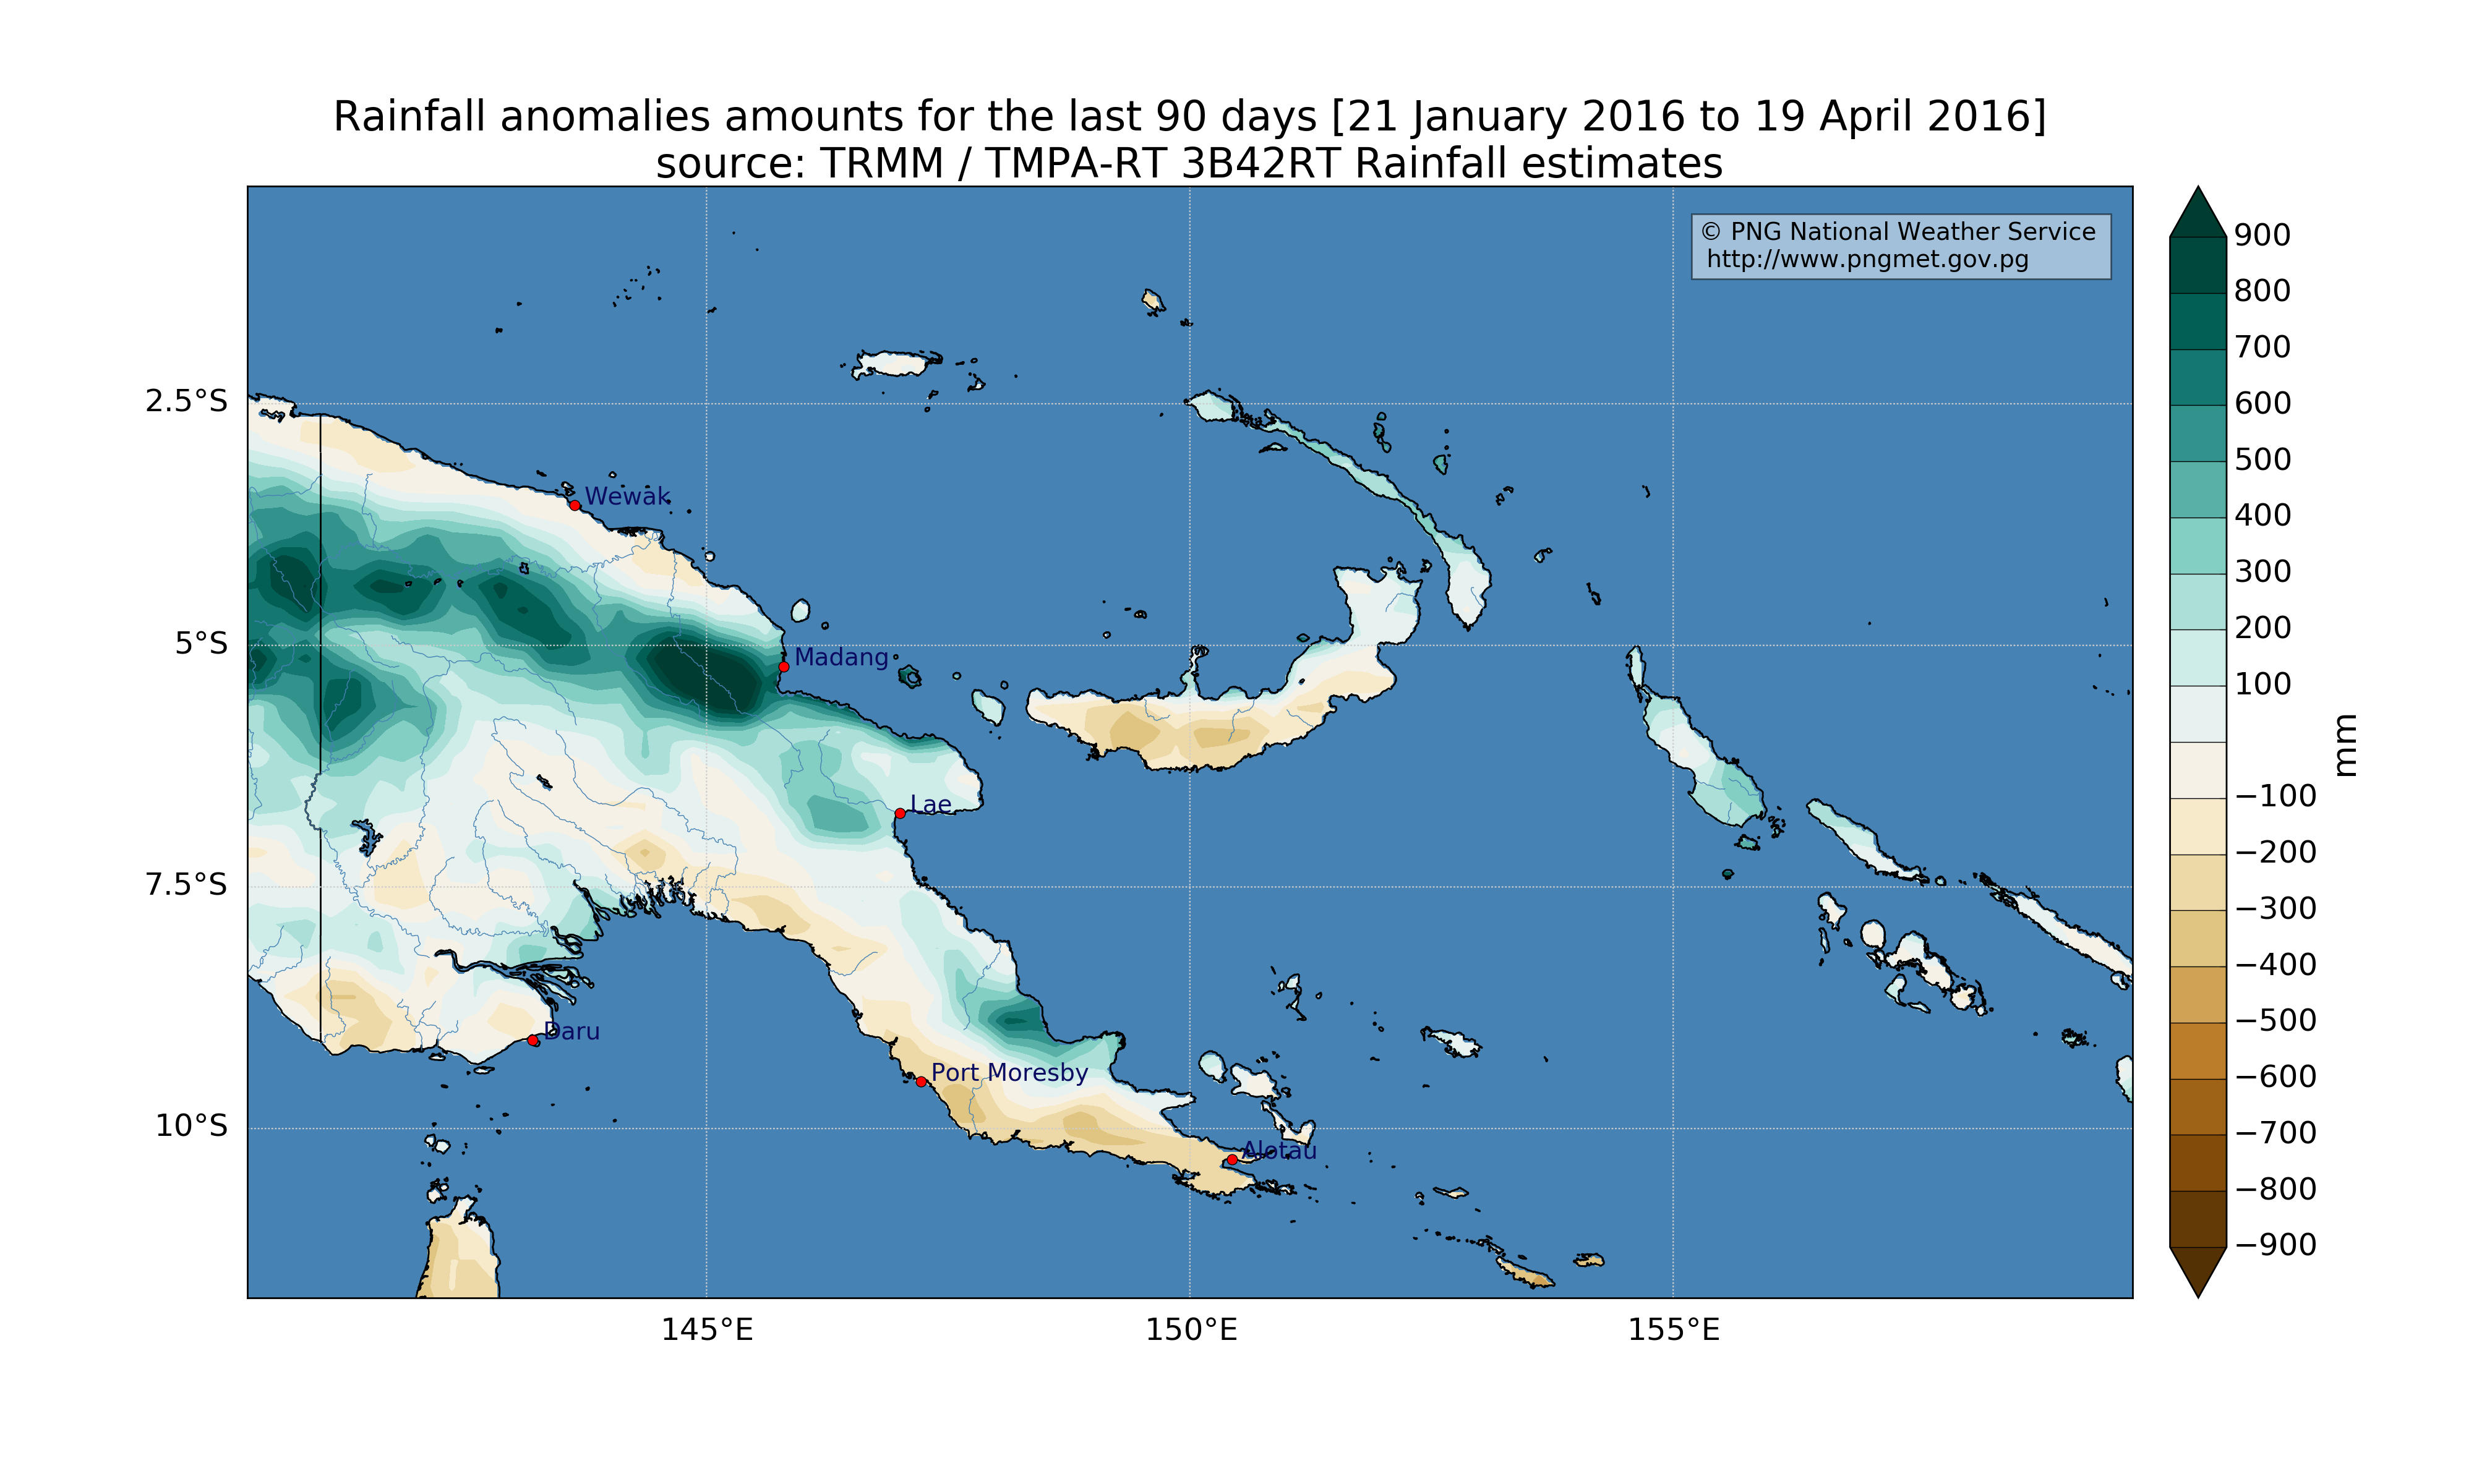 Rainfall anomalies amounts for the last 90 days [21 January 2016 to 19 April 2016]
source: TRMM / TMPA-RT 3B42RT Rainfall estimates
© PNG National Weather Service
http://www.pngmet.gov.pg
2.5°S
5°S
7.5°S
10°S
Wewak
Madang
Lae
Daru
Port Moresby
Alotau
145°E
150°E
155°E
900
800
700
600
500
400
300
200
100
−100
−200
−300
−400
−500
−600
−700
−800
−900
mm